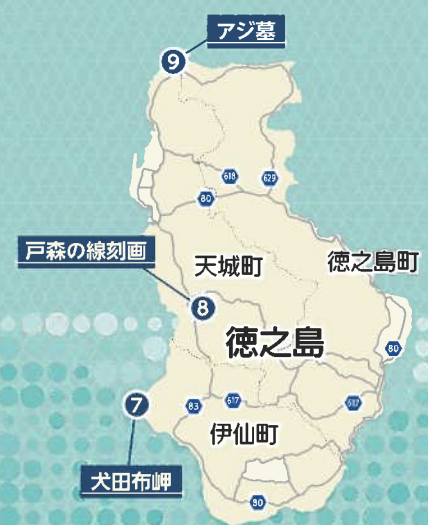 アジ墓
9
618
629
80
戸森の線刻画
天城町
徳之島町
8
徳之島
80
7
83
617
617
伊仙町
犬田布岬
80